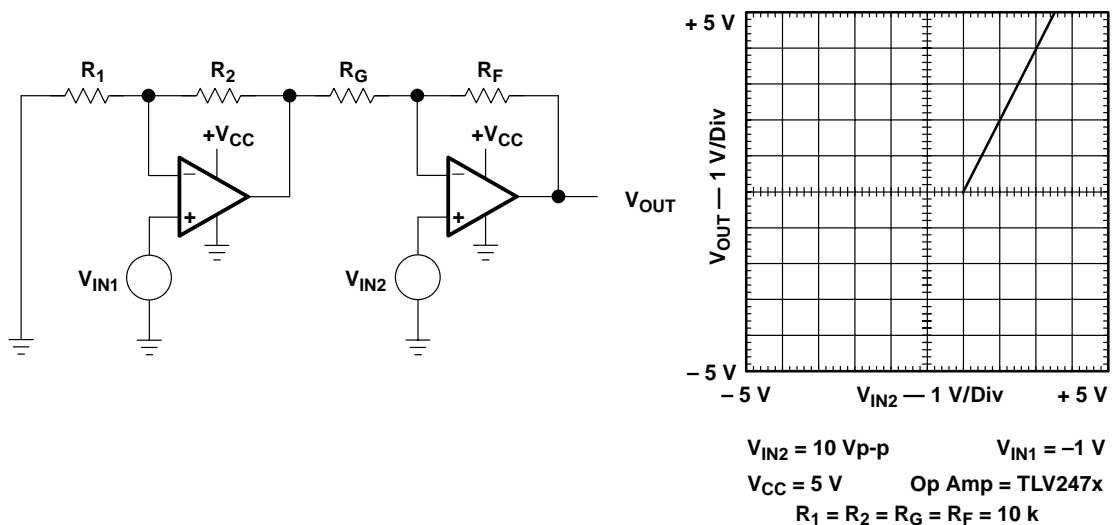 R1
R2
RG
RF
+VCC
+VCC
–
+
–
+
VIN1
VIN2
VOUT
+ 5 V
VOUT — 1 V/Div
– 5 V
– 5 V
VIN2 — 1 V/Div
+ 5 V
VIN2 = 10 Vp-p
VIN1 = –1 V
VCC = 5 V
Op Amp = TLV247x
R1 = R2 = RG = RF = 10 k